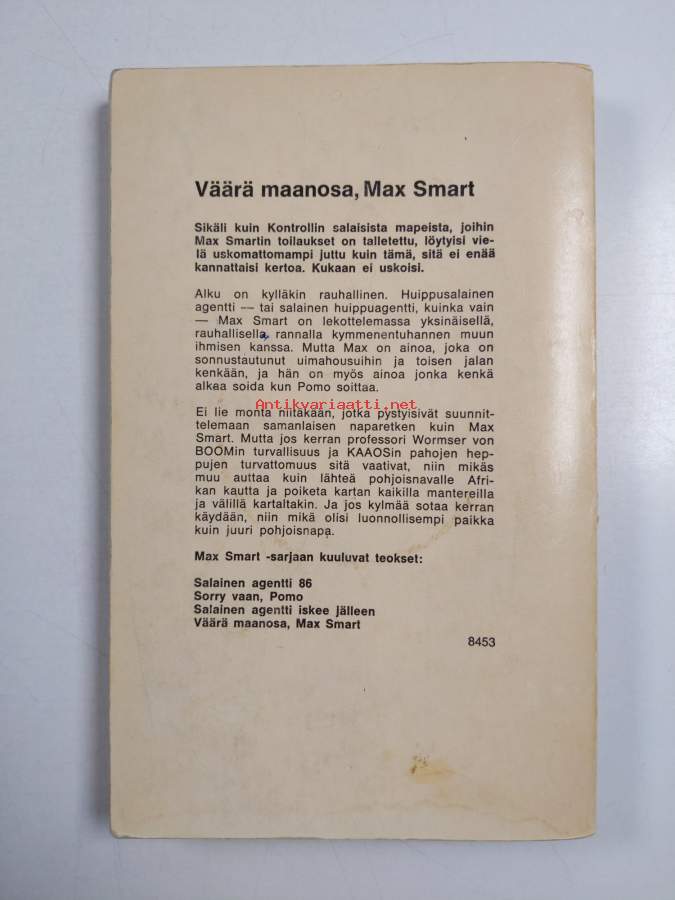 Väärä maanosa, Max Smart
Sikäli kuin Kontrollin salaisista mapeista, joihin
Max Smartin toilaukset on talletettu, löytyisi vie-
lä uskomattomampi juttu kuin tämä, sitä ei enää
kannattaisi kertoa. Kukaan ei uskoisi.
Alku on kylläkin rauhallinen. Huippusalainen
agentti — tai salainen huippuagentti, kuinka vain
— Max Smart on lekottelemassa yksinäisellä,
rauhallisella, rannalla kymmenentuhannen muun
ihmisen kanssa. Mutta Max on ainoa, joka on
sonnustautunut uimahousuihin ja toisen jalan
kenkään, ja hän on myös ainoa jonka kenkä
alkaa soida kun Pomo soittaa.
Antikvariaatti.net
Ei lie monta niitäkään, jotka pystyisivät suunnit-
telemaan samanlaisen naparetken kuin Max
Smart. Mutta jos kerran professori Wormser von
BOOMin turvallisuus ja KAAOSin pahojen hep-
pujen turvattomuus sitä vaativat, niin mikäs
muu auttaa kuin lähteä pohjoisnavalle Afri-
kan kautta ja poiketa kartan kaikilla mantereilla
ja välillä kartaltakin. Ja jos kylmää sotaa kerran
käydään, niin mikä olisi luonnollisempi paikka
kuin juuri pohjoisnapa.
Max Smart -sarjaan kuuluvat teokset:
Salainen agentti 86
Sorry vaan, Pomo
Salainen agentti iskee jälleen
Väärä maanosa, Max Smart
8453